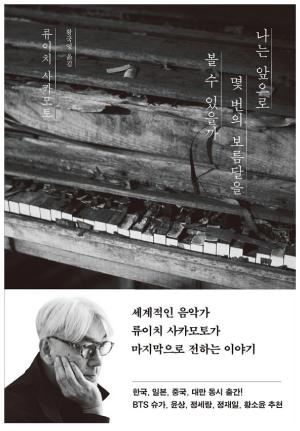 나는 앞으로
몇 번의 보름달을
볼 수 있을까
류이치 사카모토
황국영 옮김
세계적인 음악가
류이치 사카모토가
마지막으로 전하는 이야기
한국, 일본, 중국, 대만 동시 출간!
BTS 슈가, 윤상, 정세랑, 정재일, 황소윤 추천